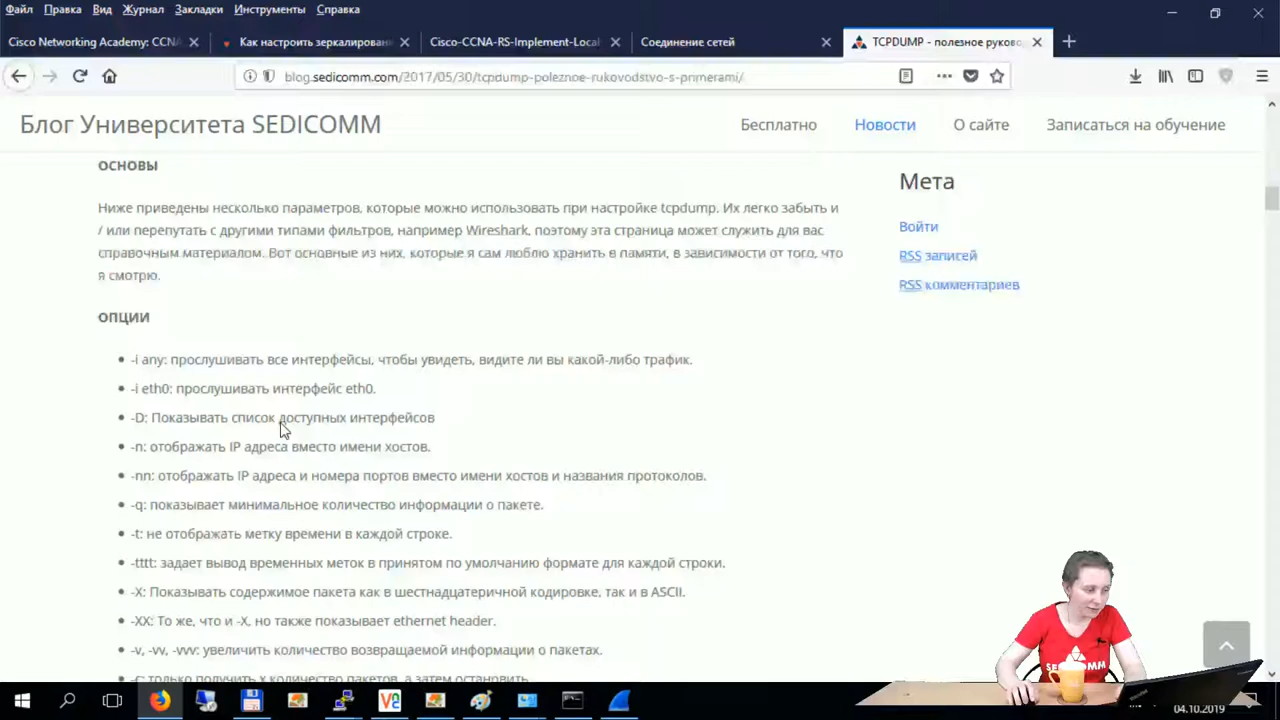 Файл Правка Вид Журнал Закладки Инструменты Справка
Cisco Networking Academy: CCNA
Как настроить зеркалирован
Cisco-CCNA-RS-Implement-Local
Соединение сетей
TCPDUMP - полезное руково
blog.sedicomm.com/2017/05/30/tcpdump-poleznoe-rukovodstvo-s-primerami/
Блог Университета SEDICOMM
Бесплатно
Новости
О сайте
Записаться на обучение
ОСНОВЫ
Ниже приведены несколько параметров, которые можно использовать при настройке tcpdump. Их легко забыть и
/ или перепутать с другими типами фильтров, например Wireshark, поэтому эта страница может служить для вас
справочным материалом. Вот основные из них, которые я сам люблю хранить в памяти, в зависимости от того, что
я смотрю.
ОПЦИИ
-i any: прослушивать все интерфейсы, чтобы увидеть, видите ли вы какой-либо трафик.
-i eth0: прослушивать интерфейс eth0.
-D: Показывать список доступных интерфейсов
-n: отображать IP адреса вместо имени хостов.
-nn: отображать IP адреса и номера портов вместо имени хостов и названия протоколов.
-q: показывает минимальное количество информации о пакете.
-t: не отображать метку времени в каждой строке.
-tttt: задает вывод временных меток в принятом по умолчанию формате для каждой строки.
-X: Показывать содержимое пакета как в шестнадцатеричной кодировке, так и в ASCII.
-XX: То же, что и -X, но также показывает ethernet header.
-v, -vv, -vvv: увеличить количество возвращаемой информации о пакетах.
-c: только получить x количество пакетов, а затем остановить.
Мета
Войти
RSS записей
RSS комментариев
SEDICOMM
04.10.2019